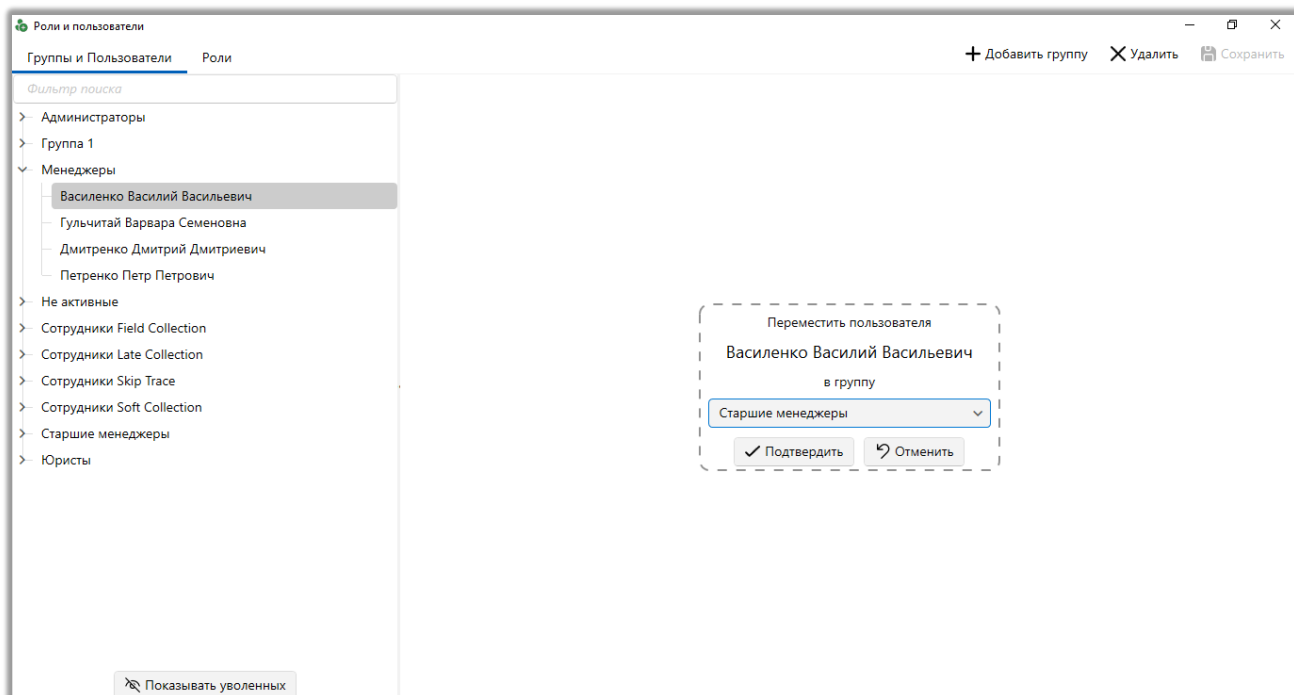 Роли и пользователи
Группы и Пользователи Роли
Добавить группу Удалить Сохранить
Фильтр поиска
Администраторы
Группа 1
Менеджеры
Василенко Василий Васильевич
Гульчитай Варвара Семеновна
Дмитренко Дмитрий Дмитриевич
Петренко Петр Петрович
Не активные
Сотрудники Field Collection
Сотрудники Late Collection
Сотрудники Skip Trace
Сотрудники Soft Collection
Старшие менеджеры
Юристы
Показывать уволенных
Переместить пользователя
Василенко Василий Васильевич
в группу
Старшие менеджеры
Подтвердить Отменить